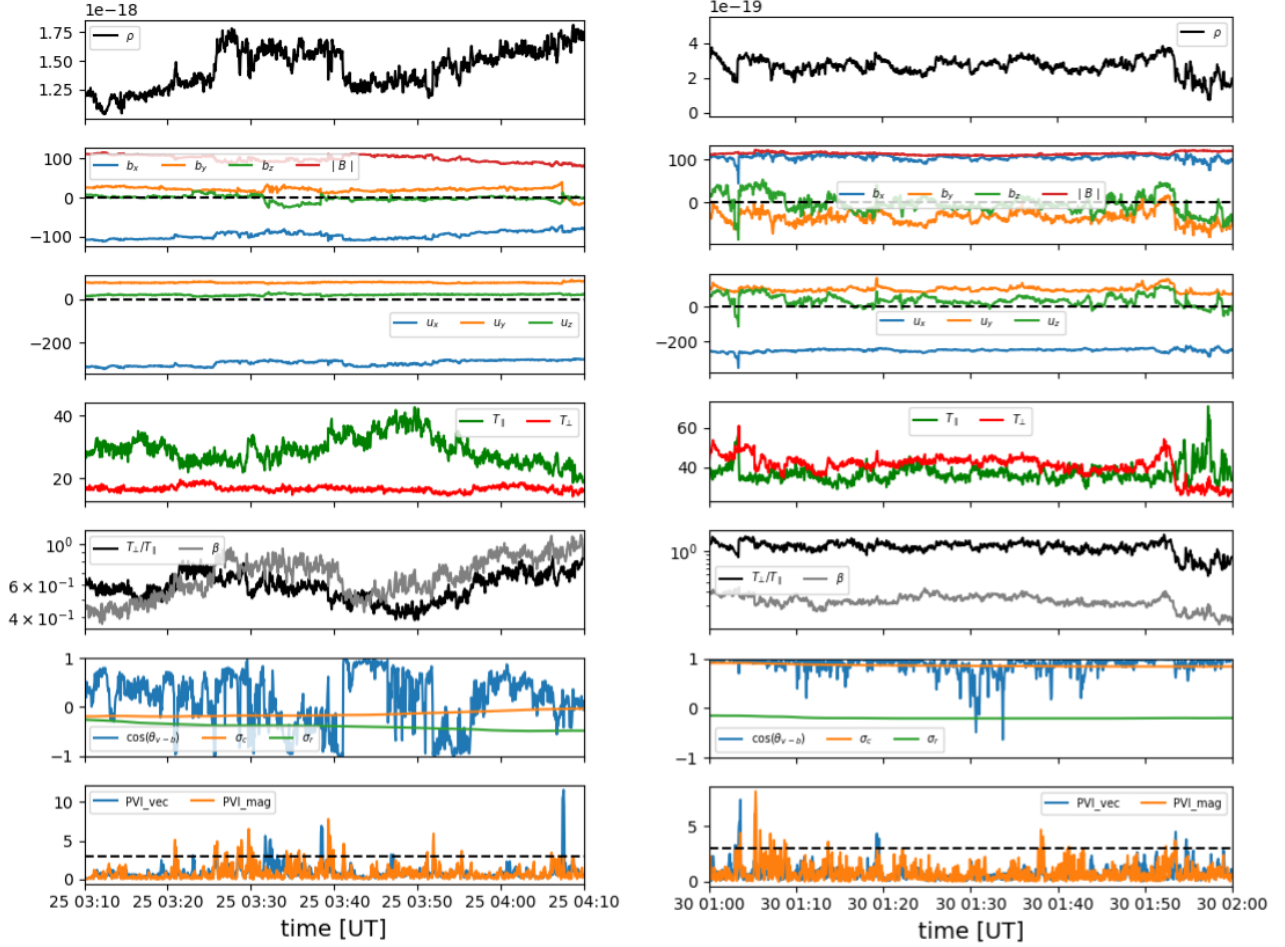 1e−18
ρ
1.75
1.50
1.25
b_x b_y b_z | B |
100
0
−100
0
u_x u_y u_z
−200
T_∥ T_⊥
40
20
T_⊥/T_∥ β
10^0
6 × 10^−1
4 × 10^−1
1
0
cos(θ_{v−b}) σ_c σ_r
−1
PVI_vec PVI_mag
10
5
0
25 03:10 25 03:20 25 03:30 25 03:40 25 03:50 25 04:00 25 04:10
time [UT]
1e−19
ρ
4
2
0
100
b_x b_y b_z | B |
0
0
u_x u_y u_z
−200
T_∥ T_⊥
60
40
10^0
T_⊥/T_∥ β
1
0
cos(θ_{v−b}) σ_c σ_r
−1
PVI_vec PVI_mag
5
0
30 01:00 30 01:10 30 01:20 30 01:30 30 01:40 30 01:50 30 02:00
time [UT]